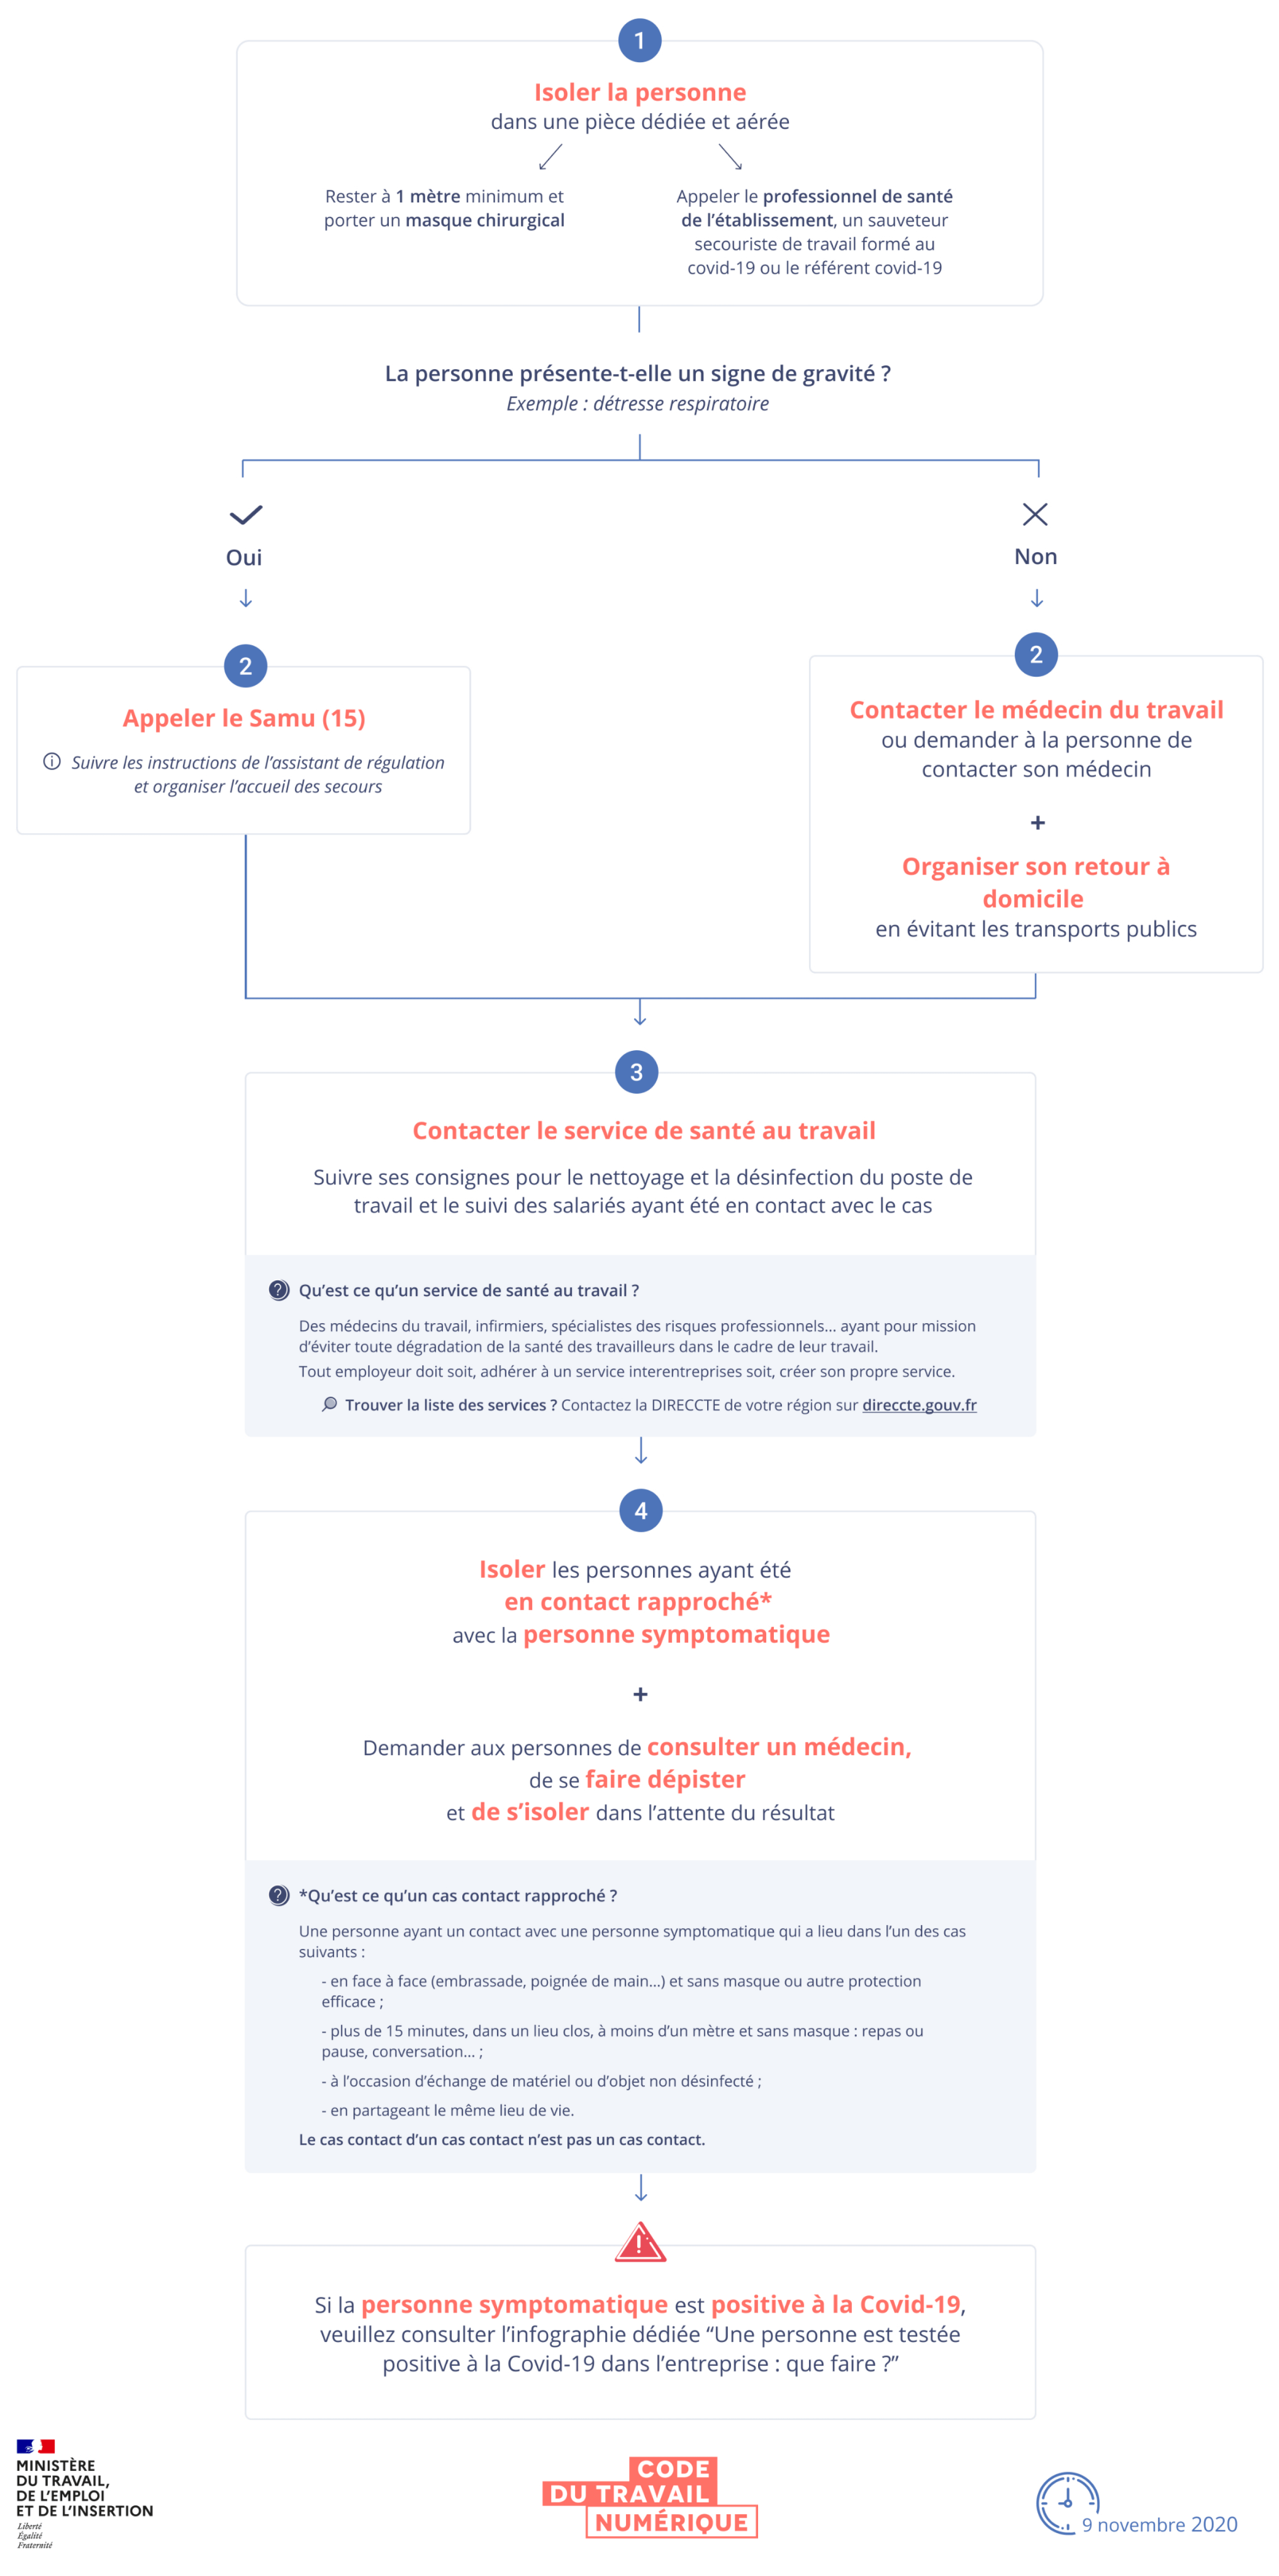 1
Isoler la personne
dans une pièce dédiée et aérée
Rester à 1 mètre minimum et
porter un masque chirurgical
Appeler le professionnel de santé
de l'établissement, un sauveteur
secouriste de travail formé au
covid-19 ou le référent covid-19
La personne présente-t-elle un signe de gravité ?
Exemple : détresse respiratoire
Oui
2
Appeler le Samu (15)
Suivre les instructions de l'assistant de régulation
et organiser l'accueil des secours
Non
2
Contacter le médecin du travail
ou demander à la personne de
contacter son médecin
+
Organiser son retour à
domicile
en évitant les transports publics
3
Contacter le service de santé au travail
Suivre ses consignes pour le nettoyage et la désinfection du poste de
travail et le suivi des salariés ayant été en contact avec le cas
? Qu'est ce qu'un service de santé au travail ?
Des médecins du travail, infirmiers, spécialistes des risques professionnels... ayant pour mission
d'éviter toute dégradation de la santé des travailleurs dans le cadre de leur travail.
Tout employeur doit soit, adhérer à un service interentreprises soit, créer son propre service.
Trouver la liste des services ? Contactez la DIRECCTE de votre région sur direccte.gouv.fr
4
Isoler les personnes ayant été
en contact rapproché*
avec la personne symptomatique
+
Demander aux personnes de consulter un médecin,
de se faire dépister
et de s'isoler dans l'attente du résultat
? *Qu'est ce qu'un cas contact rapproché ?
Une personne ayant un contact avec une personne symptomatique qui a lieu dans l'un des cas
suivants :
- en face à face (embrassade, poignée de main...) et sans masque ou autre protection
efficace ;
- plus de 15 minutes, dans un lieu clos, à moins d'un mètre et sans masque : repas ou
pause, conversation... ;
- à l'occasion d'échange de matériel ou d'objet non désinfecté ;
- en partageant le même lieu de vie.
Le cas contact d'un cas contact n'est pas un cas contact.
Si la personne symptomatique est positive à la Covid-19,
veuillez consulter l'infographie dédiée “Une personne est testée
positive à la Covid-19 dans l'entreprise : que faire ?”
MINISTÈRE
DU TRAVAIL,
DE L'EMPLOI
ET DE L'INSERTION
Liberté
Égalité
Fraternité
CODE
DU TRAVAIL
NUMÉRIQUE
9 novembre 2020